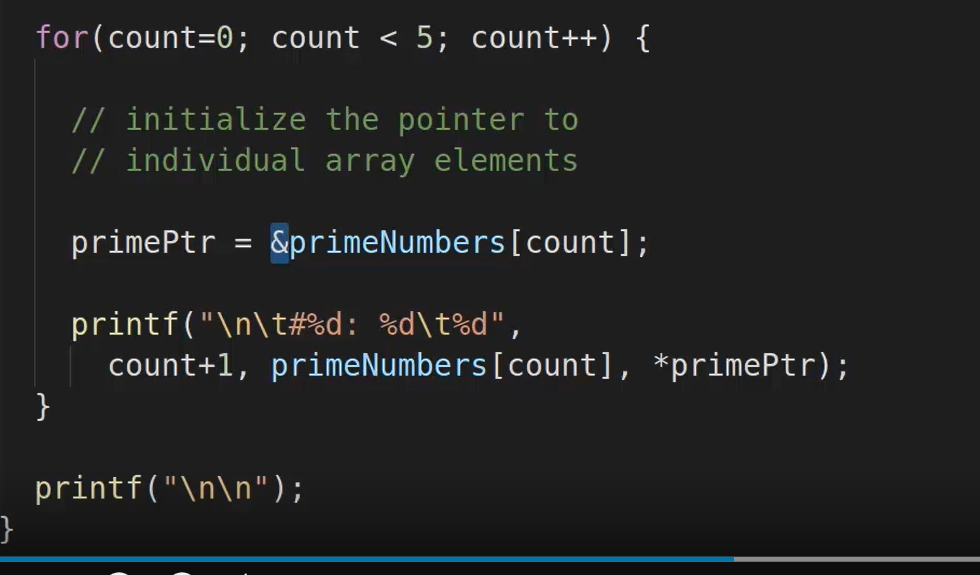 for(count=0; count < 5; count++) {
// initialize the pointer to
// individual array elements
primePtr = &primeNumbers[count];
printf("\n\t#%d: %d\t%d",
count+1, primeNumbers[count], *primePtr);
}
printf("\n\n");
}